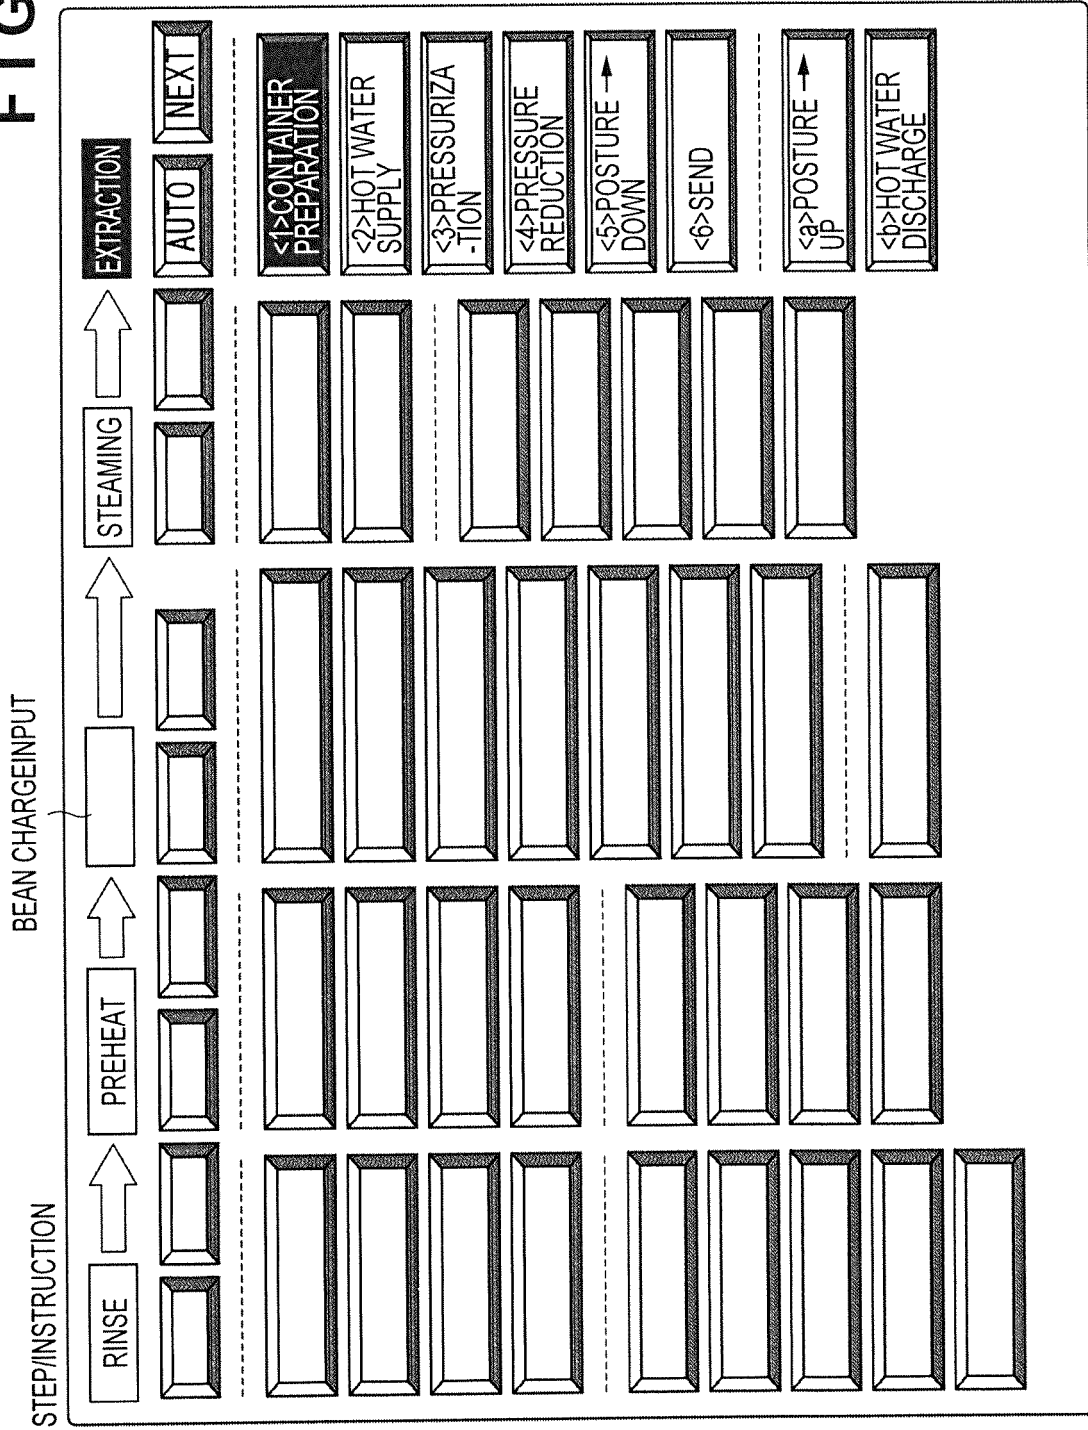 FIG
STEP/INSTRUCTION
BEAN CHARGEINPUT
RINSE
PREHEAT
STEAMING
EXTRACTION
AUTO
NEXT
<1>CONTAINER
PREPARATION
<2>HOT WATER
SUPPLY
<3>PRESSURIZA
-TION
<4>PRESSURE
REDUCTION
<5>POSTURE →
DOWN
<6>SEND
<a>POSTURE →
UP
<b>HOT WATER
DISCHARGE